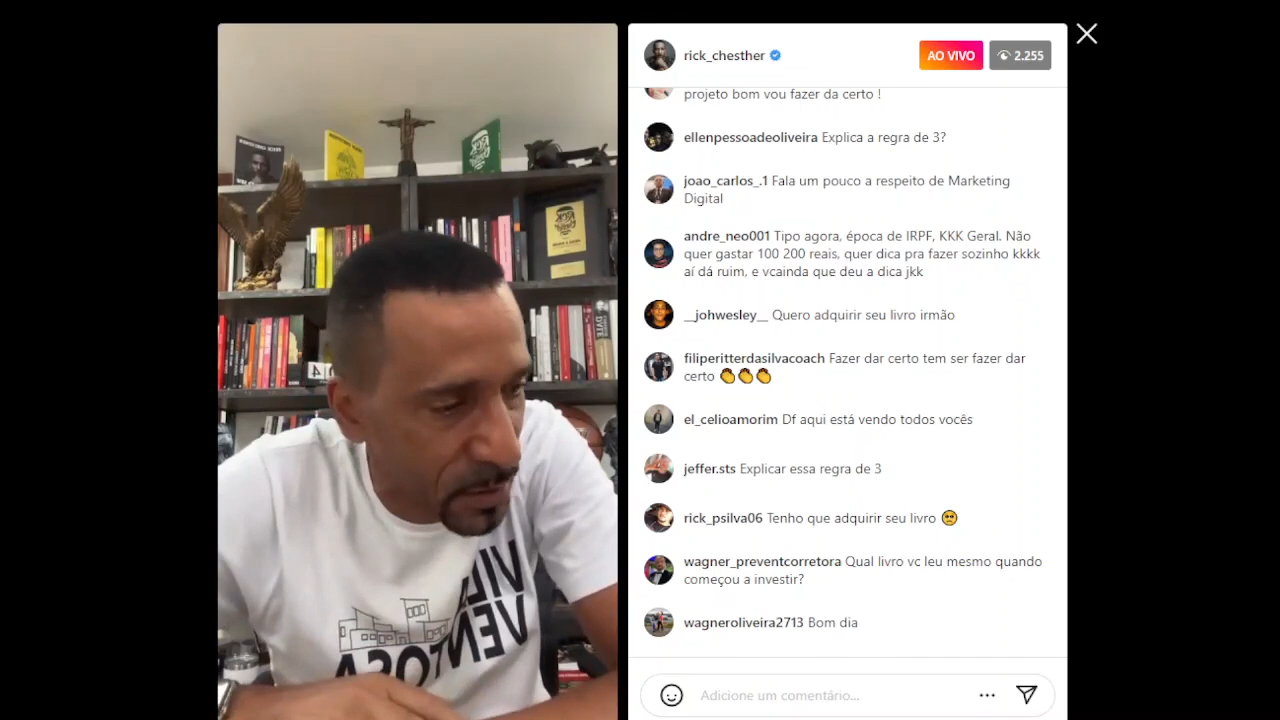 rick_chesther
AO VIVO
2.255
projeto bom vou fazer da certo !
ellenpessoadeoliveira Explica a regra de 3?
joao_carlos_.1 Fala um pouco a respeito de Marketing
Digital
andre_neo001 Tipo agora, época de IRPF, KKK Geral. Não
quer gastar 100 200 reais, quer dica pra fazer sozinho kkkk
aí dá ruim, e vcainda que deu a dica jkk
__johwesley__ Quero adquirir seu livro irmão
filiperitterdasilvacoach Fazer dar certo tem ser fazer dar
certo 👏👏👏
el_celioamorim Df aqui está vendo todos vocês
jeffer.sts Explicar essa regra de 3
rick_psilva06 Tenho que adquirir seu livro 🥺
wagner_preventcorretora Qual livro vc leu mesmo quando
começou a investir?
wagneroliveira2713 Bom dia
Adicione um comentário...
VILA
VENTOSA